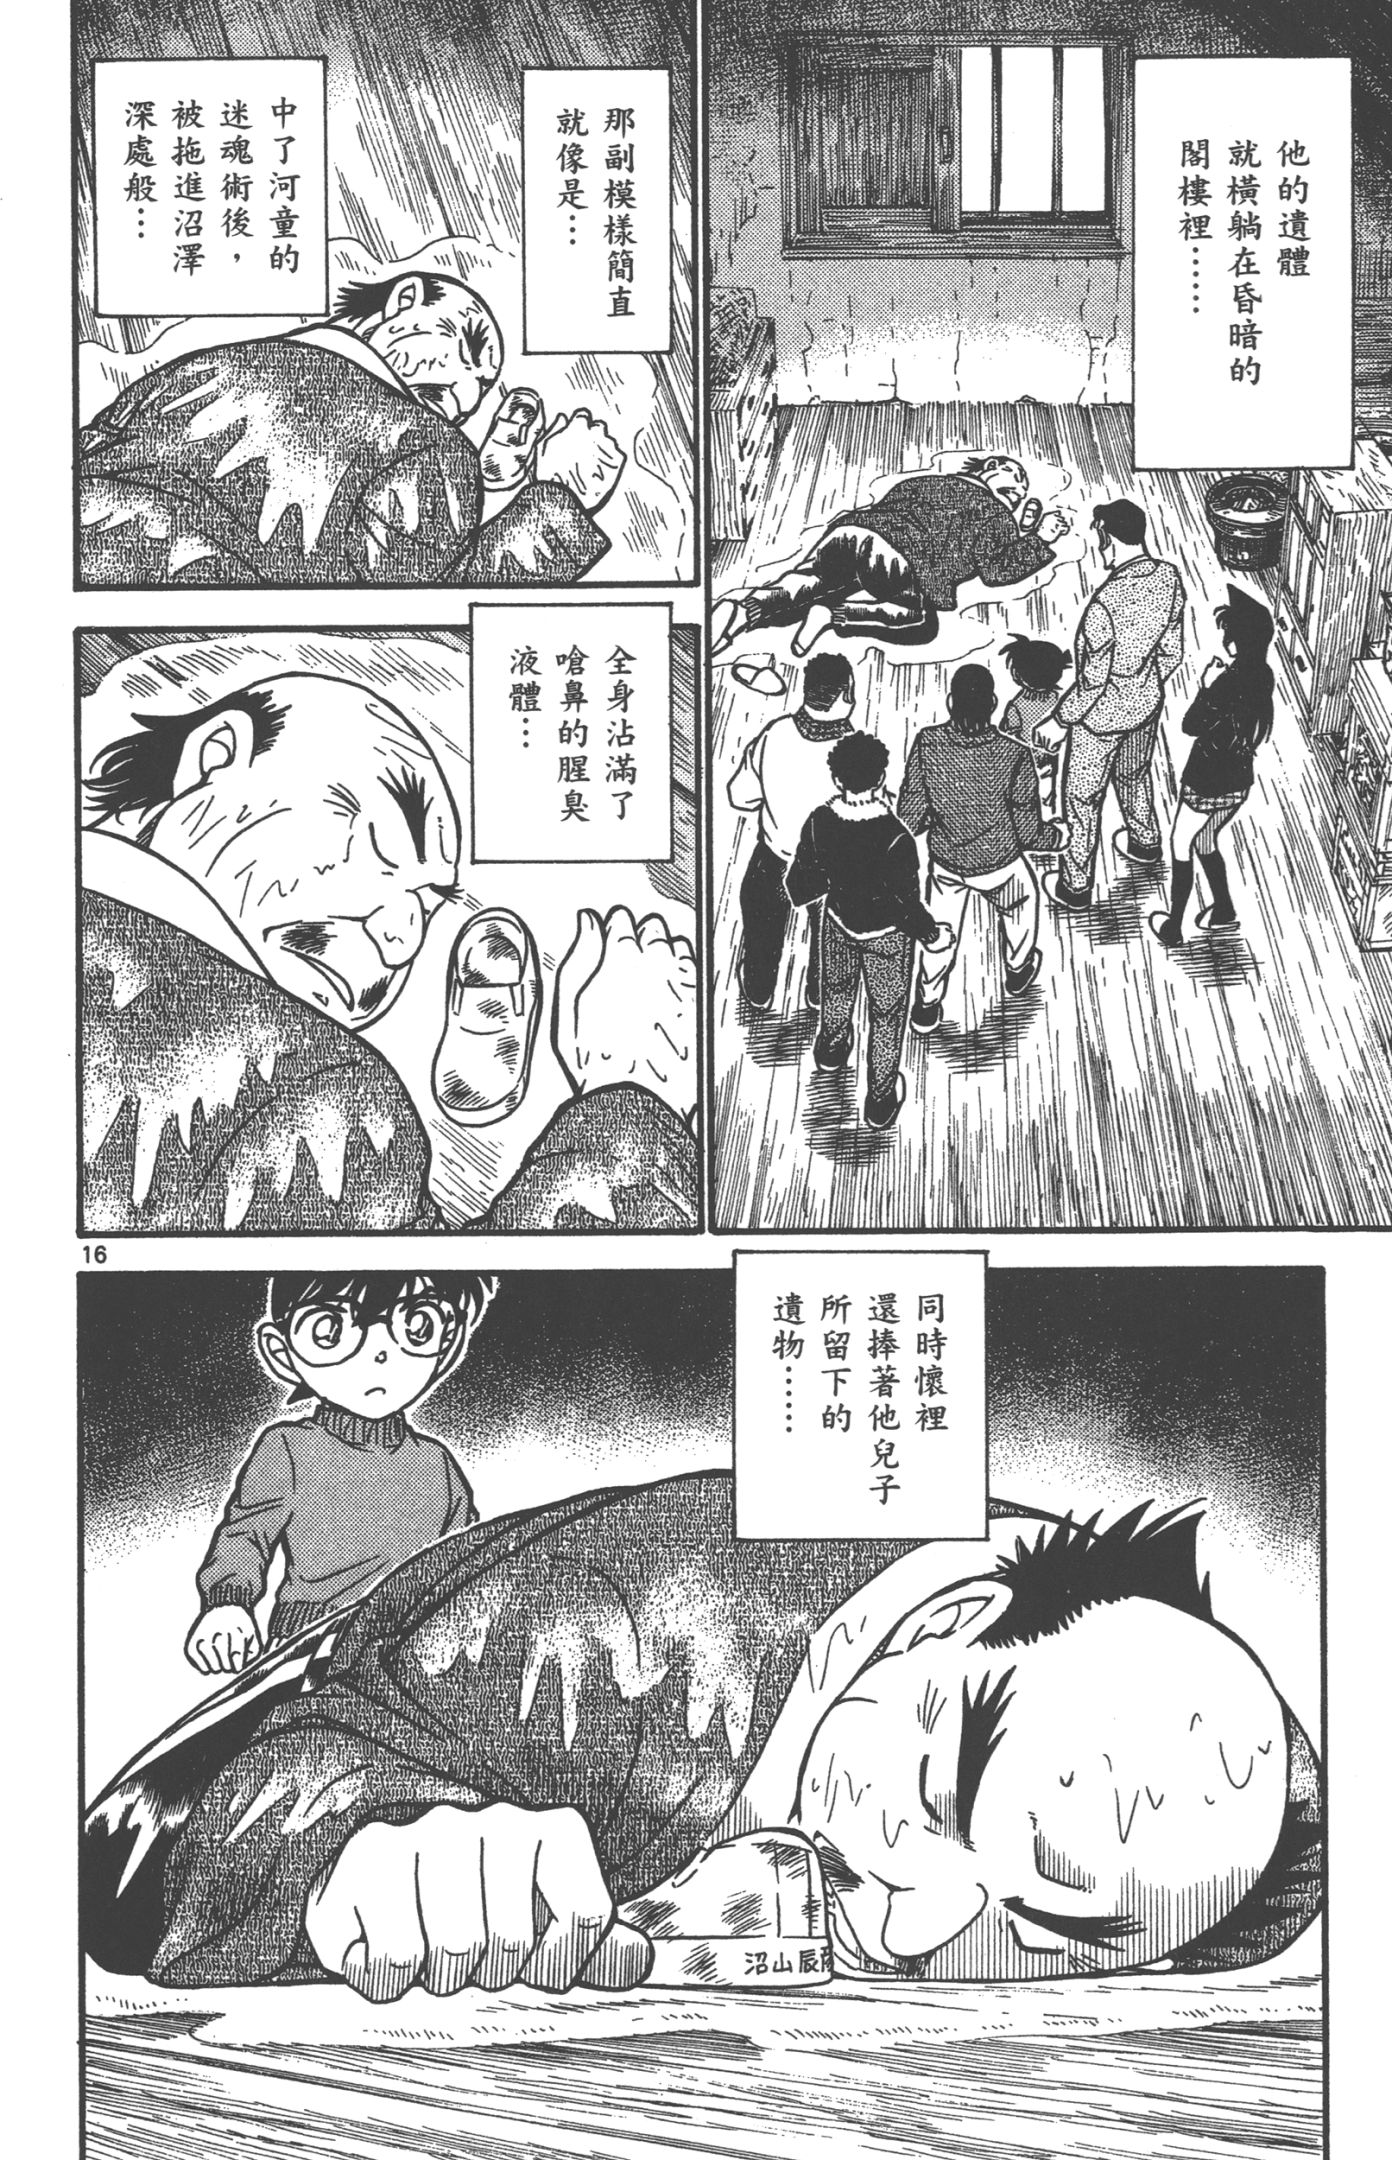 他的遺體
就橫躺在昏暗的
閣樓裡……
那副模樣簡直
就像是…
中了河童的
迷魂術後，
被拖進沼澤
深處般…
全身沾滿了
嗆鼻的腥臭
液體…
16
同時懷裡
還捧著他兒子
所留下的
遺物……
沼山辰